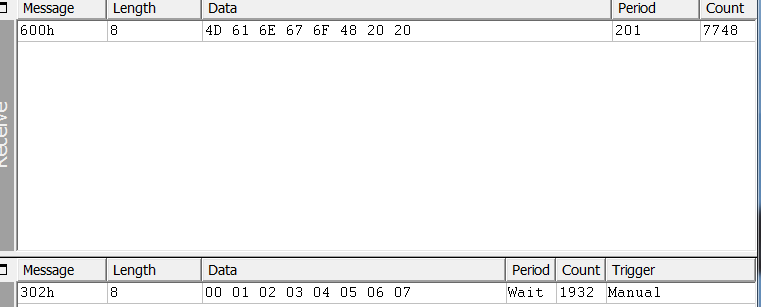 Message Length Data Period Count
600h 8 4D 61 6E 67 6F 48 20 20 201 7748
Receive
Message Length Data Period Count Trigger
302h 8 00 01 02 03 04 05 06 07 Wait 1932 Manual